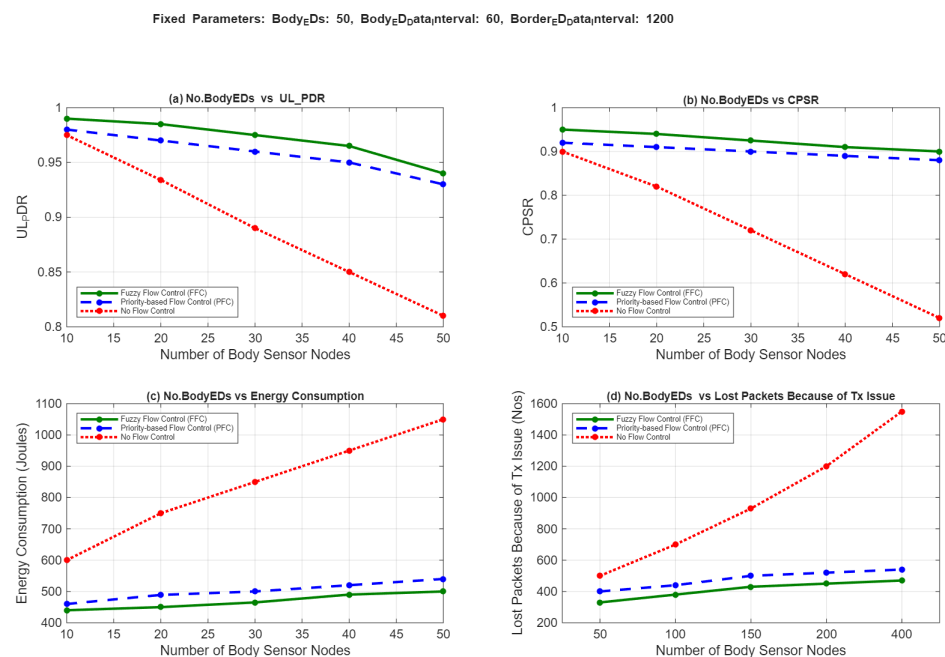 Fixed Parameters: Body_EDs: 50, Body_ED_Data_Interval: 60, Border_ED_Data_Interval: 1200
(a) No.BodyEDs vs UL_PDR
1
0.95
0.9
0.85
0.8
UL_PDR
Fuzzy Flow Control (FFC)
Priority-based Flow Control (PFC)
No Flow Control
10 15 20 25 30 35 40 45 50
Number of Body Sensor Nodes
(b) No.BodyEDs vs CPSR
1
0.9
0.8
0.7
0.6
0.5
CPSR
Fuzzy Flow Control (FFC)
Priority-based Flow Control (PFC)
No Flow Control
10 15 20 25 30 35 40 45 50
Number of Body Sensor Nodes
(c) No.BodyEDs vs Energy Consumption
1100
1000
900
800
700
600
500
400
Energy Consumption (Joules)
Fuzzy Flow Control (FFC)
Priority-based Flow Control (PFC)
No Flow Control
10 15 20 25 30 35 40 45 50
Number of Body Sensor Nodes
(d) No.BodyEDs vs Lost Packets Because of Tx Issue
1600
1400
1200
1000
800
600
400
200
Lost Packets Because of Tx Issue (Nos)
Fuzzy Flow Control (FFC)
Priority-based Flow Control (PFC)
No Flow Control
50 100 150 200 400
Number of Body Sensor Nodes